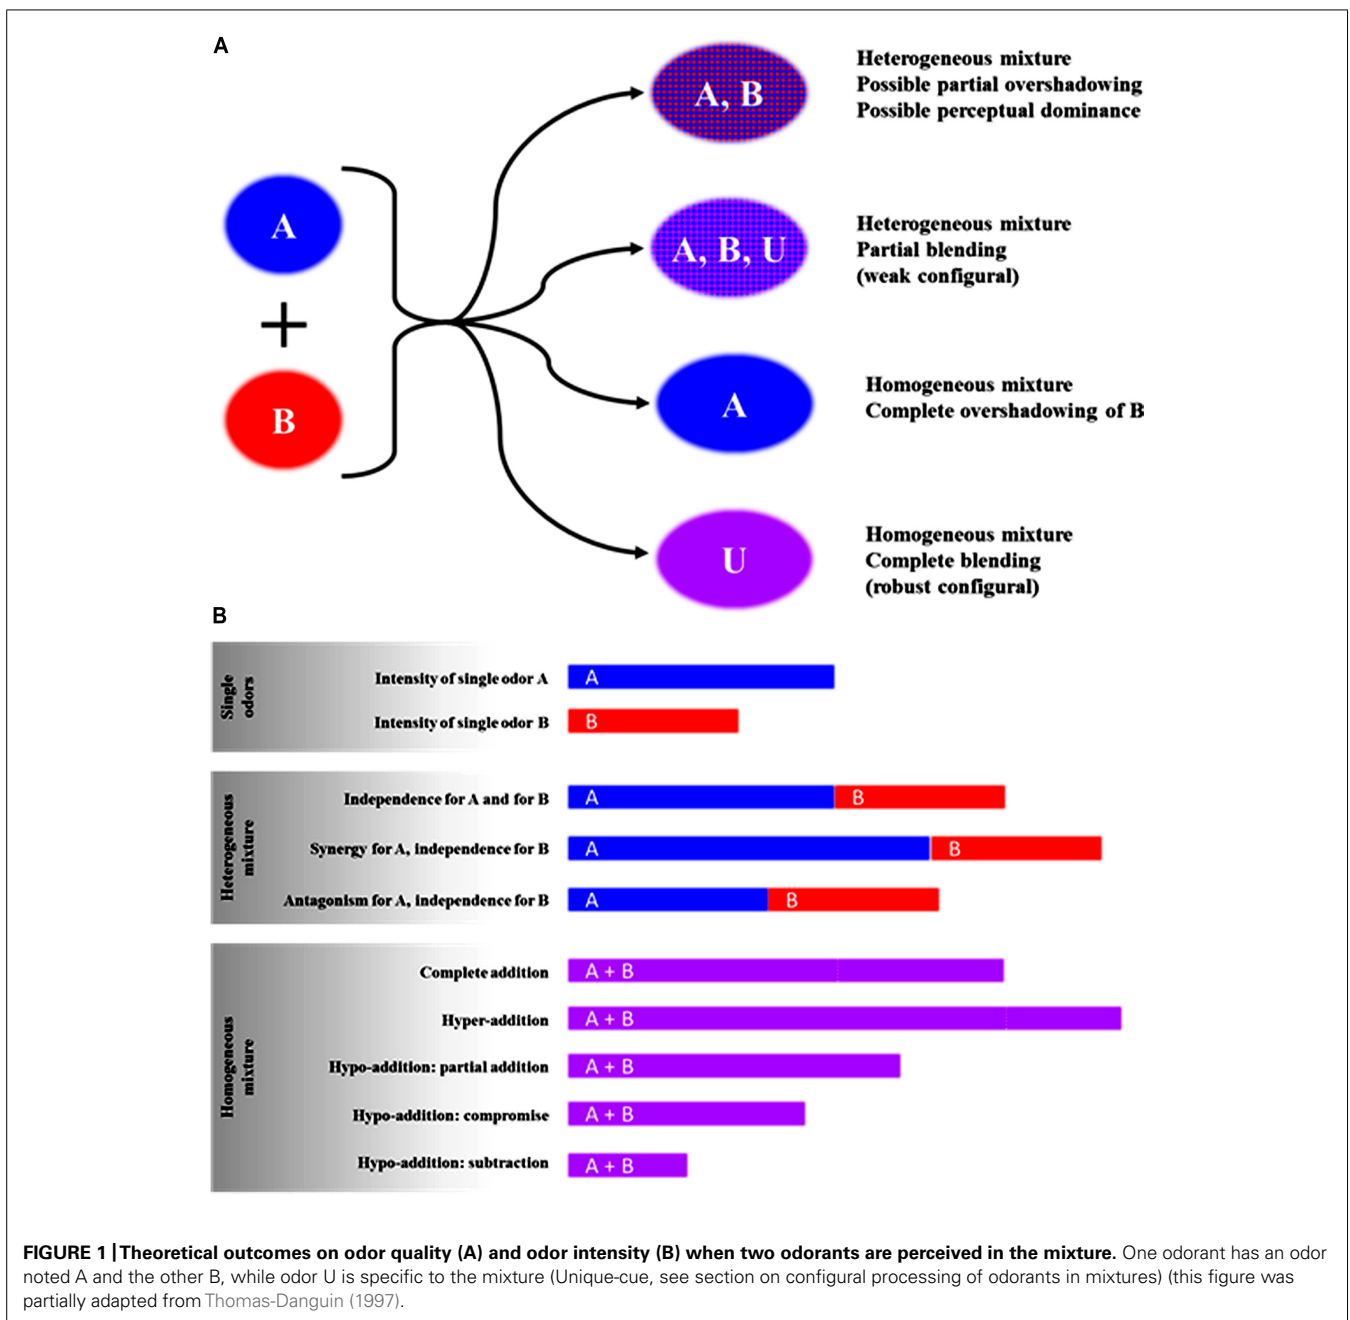 A
A
+
B
A, B
Heterogeneous mixture
Possible partial overshadowing
Possible perceptual dominance
A, B, U
Heterogeneous mixture
Partial blending
(weak configural)
A
Homogeneous mixture
Complete overshadowing of B
U
Homogeneous mixture
Complete blending
(robust configural)
B
Single
odors
Intensity of single odor A
A
Intensity of single odor B
B
Heterogeneous
mixture
Independence for A and for B
A B
Synergy for A, independence for B
A B
Antagonism for A, independence for B
A B
Homogeneous
mixture
Complete addition
A + B
Hyper-addition
A + B
Hypo-addition: partial addition
A + B
Hypo-addition: compromise
A + B
Hypo-addition: subtraction
A + B
FIGURE 1 | Theoretical outcomes on odor quality (A) and odor intensity (B) when two odorants are perceived in the mixture. One odorant has an odor
noted A and the other B, while odor U is specific to the mixture (Unique-cue, see section on configural processing of odorants in mixtures) (this figure was
partially adapted from Thomas-Danguin (1997).